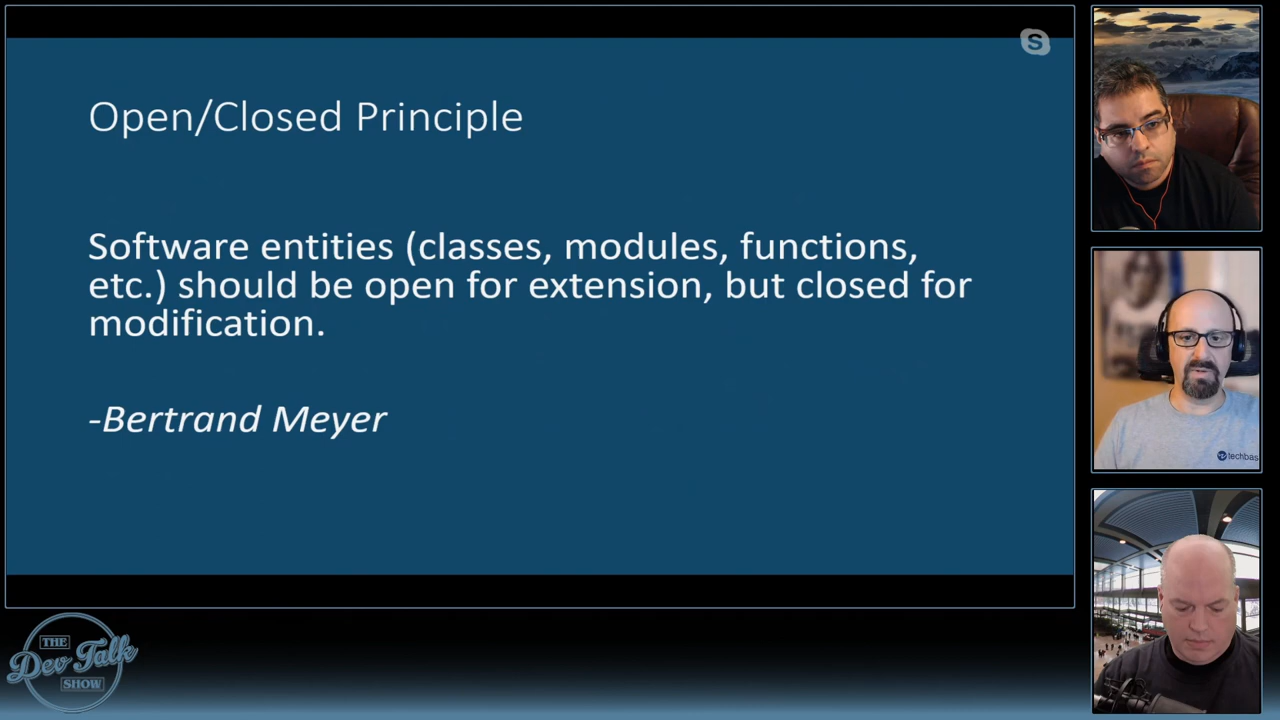 Open/Closed Principle
Software entities (classes, modules, functions,
etc.) should be open for extension, but closed for
modification.
-Bertrand Meyer
S
techbas
THE
Dev Talk
SHOW